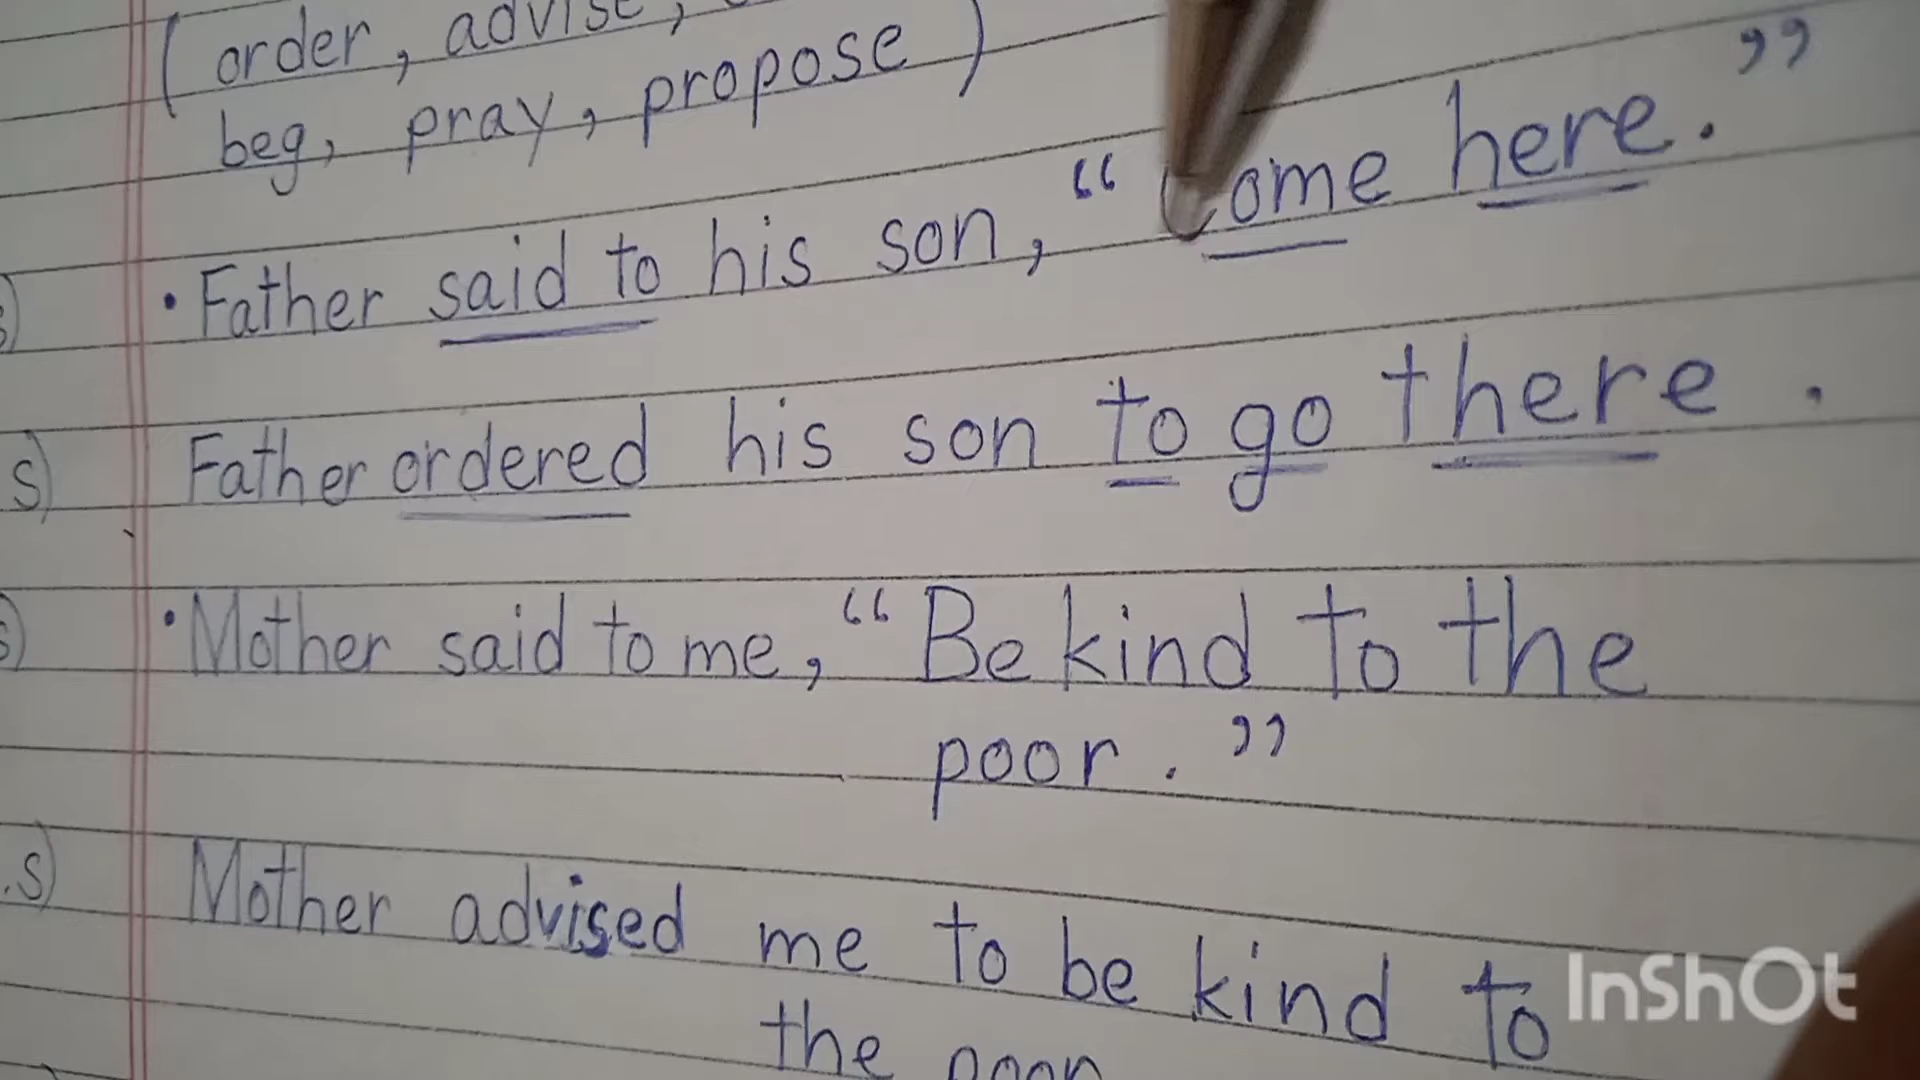 (order, advise,
beg, pray, propose)
• Father said to his son, “Come here.”
s) Father ordered his son to go there.
• Mother said to me, “Be kind to the
poor.”
.s) Mother advised me to be kind to
the poor
InShOt